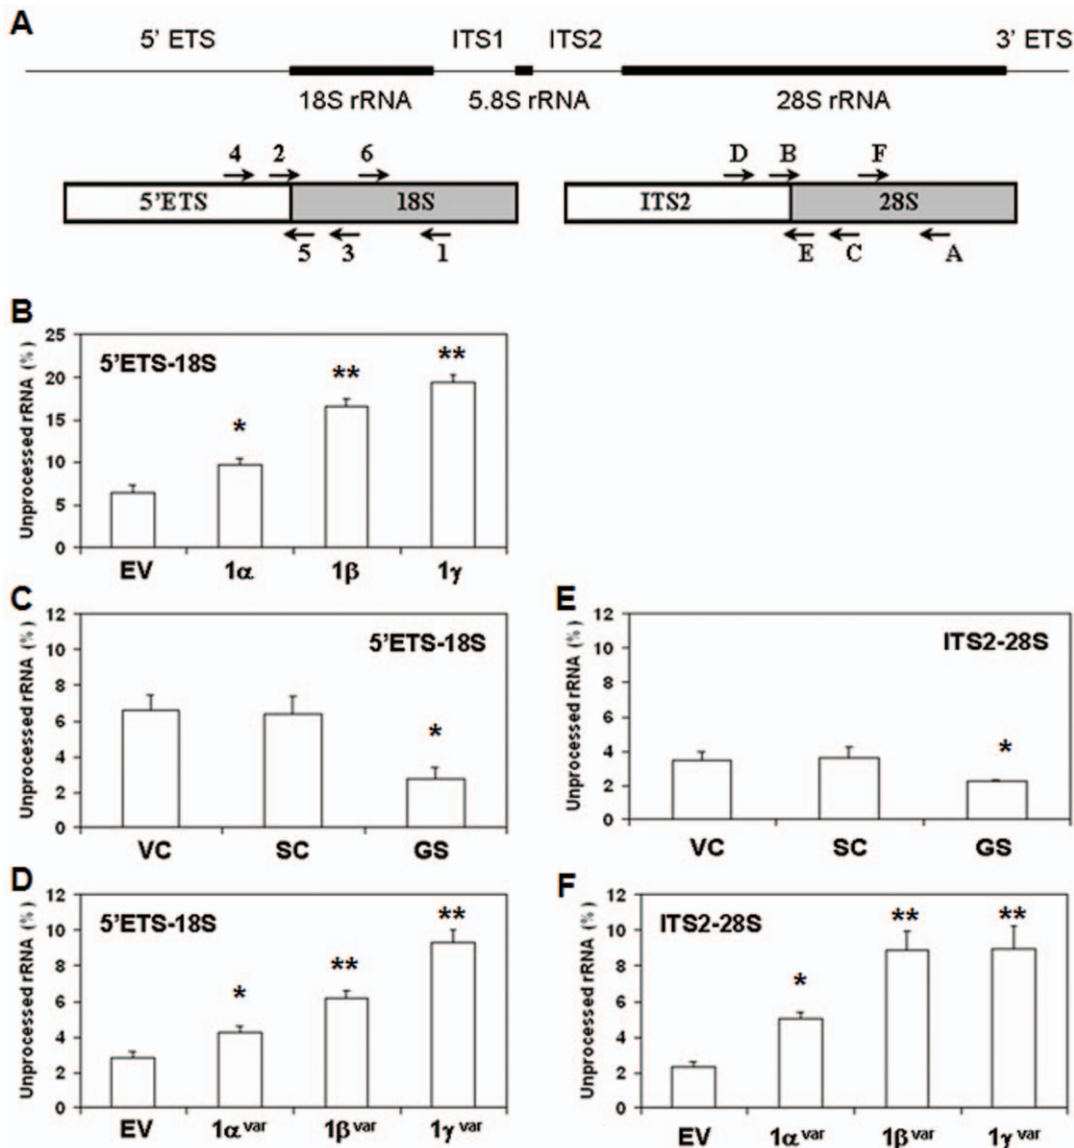 A
5' ETS ITS1 ITS2 3' ETS
18S rRNA 5.8S rRNA 28S rRNA
4 2 6 D B F
5'ETS 18S ITS2 28S
5 3 1 E C A
B
Unprocessed rRNA (%)
25
20
15
10
5
0
5'ETS-18S
* ** **
EV 1α 1β 1γ
C
Unprocessed rRNA (%)
12
10
8
6
4
2
0
5'ETS-18S
*
VC SC GS
E
Unprocessed rRNA (%)
12
10
8
6
4
2
0
ITS2-28S
*
VC SC GS
D
Unprocessed rRNA (%)
12
10
8
6
4
2
0
5'ETS-18S
* ** **
EV 1α var 1β var 1γ var
F
Unprocessed rRNA (%)
12
10
8
6
4
2
0
ITS2-28S
* ** **
EV 1α var 1β var 1γ var